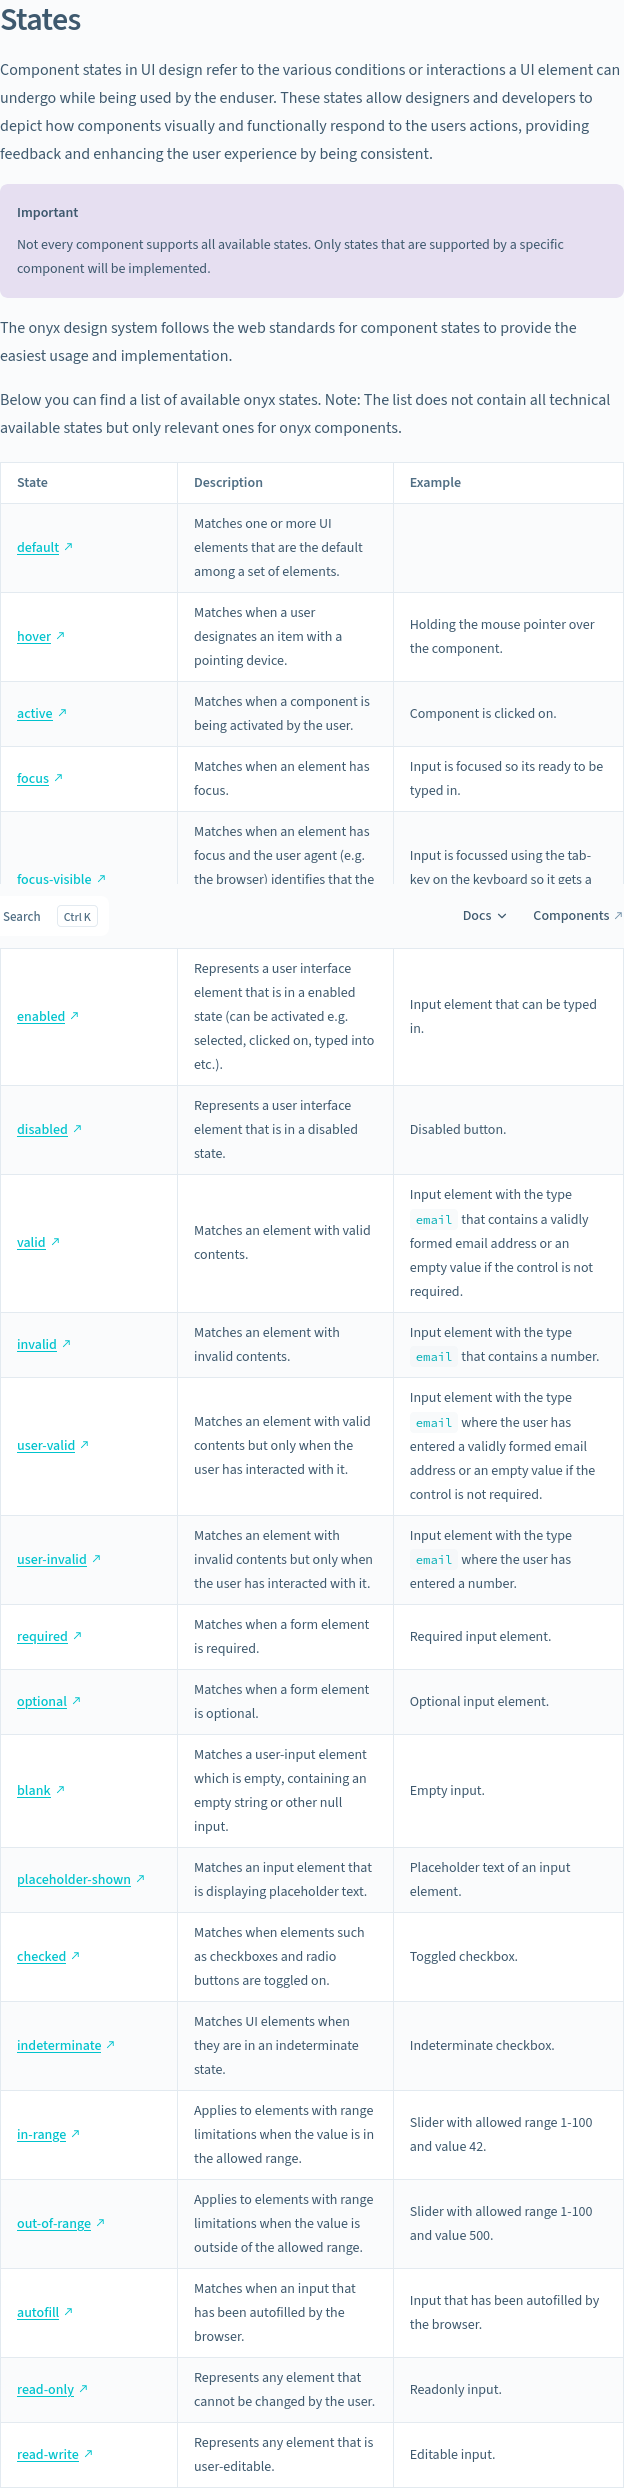 States
Component states in UI design refer to the various conditions or interactions a UI element can
undergo while being used by the enduser. These states allow designers and developers to
depict how components visually and functionally respond to the users actions, providing
feedback and enhancing the user experience by being consistent.
Important
Not every component supports all available states. Only states that are supported by a specific
component will be implemented.
The onyx design system follows the web standards for component states to provide the
easiest usage and implementation.
Below you can find a list of available onyx states. Note: The list does not contain all technical
available states but only relevant ones for onyx components.
State
Description
Example
default
Matches one or more UI
elements that are the default
among a set of elements.
hover
Matches when a user
designates an item with a
pointing device.
Holding the mouse pointer over
the component.
active
Matches when a component is
being activated by the user.
Component is clicked on.
focus
Matches when an element has
focus.
Input is focused so its ready to be
typed in.
focus-visible
Matches when an element has
focus and the user agent (e.g.
the browser) identifies that the
Input is focussed using the tab-
key on the keyboard so it gets a
Search
Ctrl K
Docs
Components
enabled
Represents a user interface
element that is in a enabled
state (can be activated e.g.
selected, clicked on, typed into
etc.).
Input element that can be typed
in.
disabled
Represents a user interface
element that is in a disabled
state.
Disabled button.
valid
Matches an element with valid
contents.
Input element with the type
email that contains a validly
formed email address or an
empty value if the control is not
required.
invalid
Matches an element with
invalid contents.
Input element with the type
email that contains a number.
user-valid
Matches an element with valid
contents but only when the
user has interacted with it.
Input element with the type
email where the user has
entered a validly formed email
address or an empty value if the
control is not required.
user-invalid
Matches an element with
invalid contents but only when
the user has interacted with it.
Input element with the type
email where the user has
entered a number.
required
Matches when a form element
is required.
Required input element.
optional
Matches when a form element
is optional.
Optional input element.
blank
Matches a user-input element
which is empty, containing an
empty string or other null
input.
Empty input.
placeholder-shown
Matches an input element that
is displaying placeholder text.
Placeholder text of an input
element.
checked
Matches when elements such
as checkboxes and radio
buttons are toggled on.
Toggled checkbox.
indeterminate
Matches UI elements when
they are in an indeterminate
state.
Indeterminate checkbox.
in-range
Applies to elements with range
limitations when the value is in
the allowed range.
Slider with allowed range 1-100
and value 42.
out-of-range
Applies to elements with range
limitations when the value is
outside of the allowed range.
Slider with allowed range 1-100
and value 500.
autofill
Matches when an input that
has been autofilled by the
browser.
Input that has been autofilled by
the browser.
read-only
Represents any element that
cannot be changed by the user.
Readonly input.
read-write
Represents any element that is
user-editable.
Editable input.